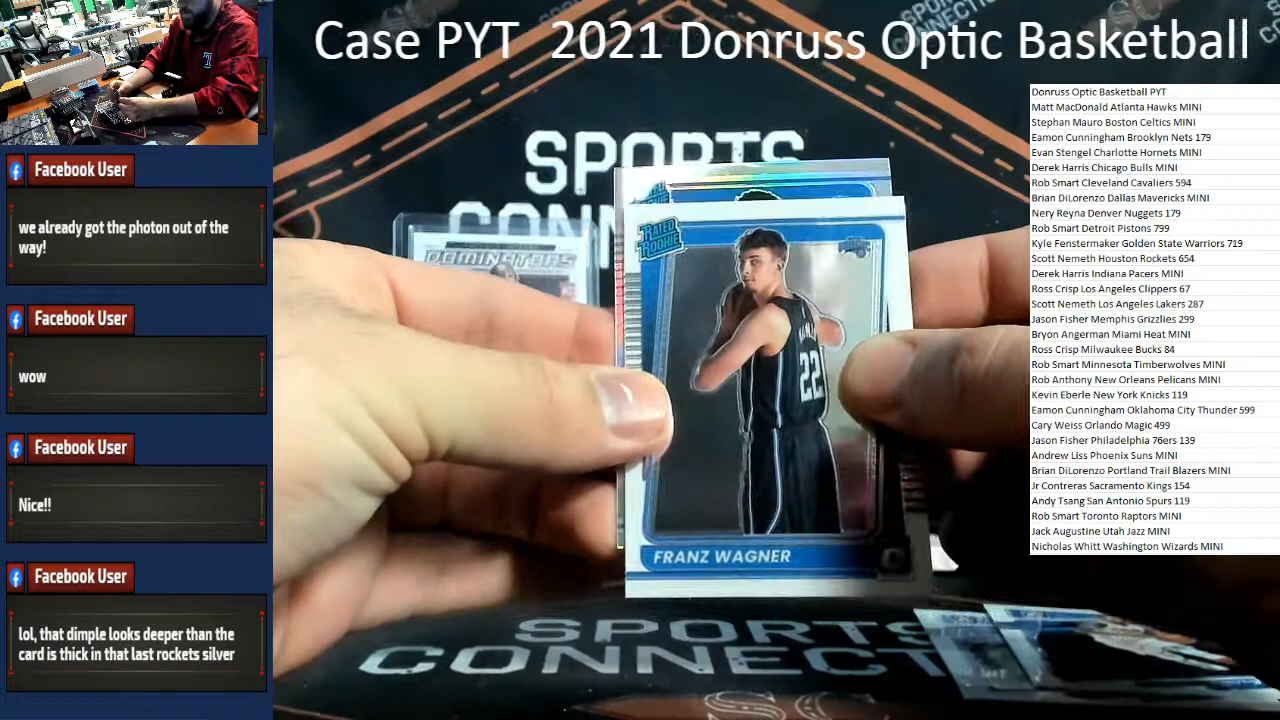 Case PYT 2021 Donruss Optic Basketball
Facebook User
we already got the photon out of the
way!
Facebook User
wow
Facebook User
Nice!!
Facebook User
lol, that dimple looks deeper than the
card is thick in that last rockets silver
SPORTS
CONN
DOMINATORS
RATED
ROOKIE
22
FRANZ WAGNER
SPORTS
CONNECT
SC
SPORTS
CONNECTION
Donruss Optic Basketball PYT
Matt MacDonald Atlanta Hawks MINI
Stephan Mauro Boston Celtics MINI
Eamon Cunningham Brooklyn Nets 179
Evan Stengel Charlotte Hornets MINI
Derek Harris Chicago Bulls MINI
Rob Smart Cleveland Cavaliers 594
Brian DiLorenzo Dallas Mavericks MINI
Nery Reyna Denver Nuggets 179
Rob Smart Detroit Pistons 799
Kyle Fenstermaker Golden State Warriors 719
Scott Nemeth Houston Rockets 654
Derek Harris Indiana Pacers MINI
Ross Crisp Los Angeles Clippers 67
Scott Nemeth Los Angeles Lakers 287
Jason Fisher Memphis Grizzlies 299
Bryon Angerman Miami Heat MINI
Ross Crisp Milwaukee Bucks 84
Rob Smart Minnesota Timberwolves MINI
Rob Anthony New Orleans Pelicans MINI
Kevin Eberle New York Knicks 119
Eamon Cunningham Oklahoma City Thunder 599
Cary Weiss Orlando Magic 499
Jason Fisher Philadelphia 76ers 139
Andrew Liss Phoenix Suns MINI
Brian DiLorenzo Portland Trail Blazers MINI
Jr Contreras Sacramento Kings 154
Andy Tsang San Antonio Spurs 119
Rob Smart Toronto Raptors MINI
Jack Augustine Utah Jazz MINI
Nicholas Whitt Washington Wizards MINI